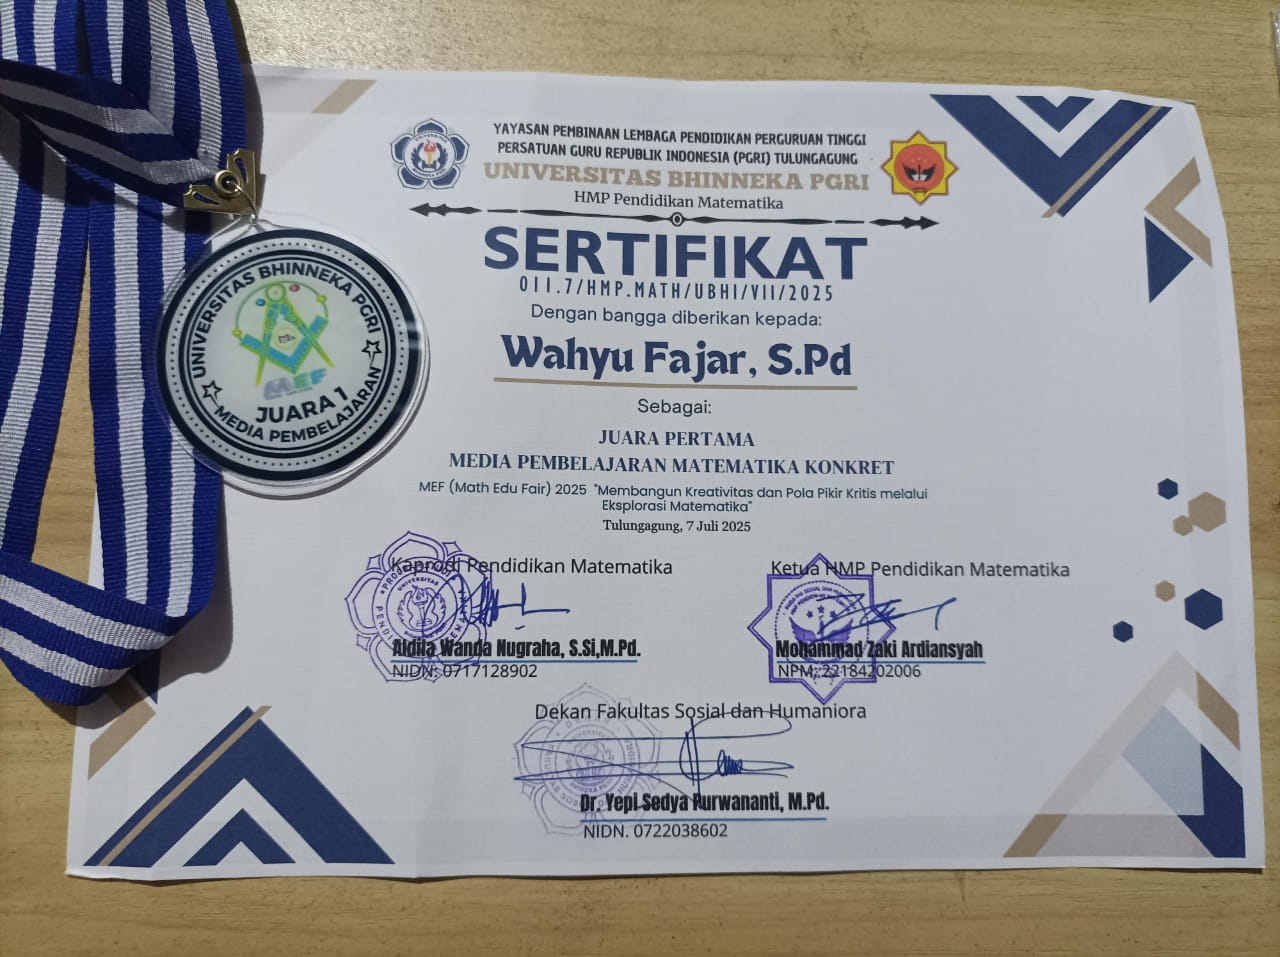 YAYASAN PEMBINAAN LEMBAGA PENDIDIKAN PERGURUAN TINGGI
PERSATUAN GURU REPUBLIK INDONESIA (PGRI) TULUNGAGUNG
UNIVERSITAS BHINNEKA PGRI
HMP Pendidikan Matematika
SERTIFIKAT
011.7/HMP.MATH/UBHI/VII/2025
Dengan bangga diberikan kepada:
Wahyu Fajar, S.Pd
Sebagai:
JUARA PERTAMA
MEDIA PEMBELAJARAN MATEMATIKA KONKRET
MEF (Math Edu Fair) 2025 "Membangun Kreativitas dan Pola Pikir Kritis melalui
Eksplorasi Matematika"
Tulungagung, 7 Juli 2025
Kaprodi Pendidikan Matematika
Aldila Wanda Nugraha, S.Si,M.Pd.
NIDN: 0717128902
Ketua HMP Pendidikan Matematika
Mohammad Zaki Ardiansyah
NPM: 22184202006
Dekan Fakultas Sosial dan Humaniora
Dr. Yepi Sedya Purwananti, M.Pd.
NIDN. 0722038602
UNIVERSITAS BHINNEKA PGRI
MEF
JUARA 1
MEDIA PEMBELAJARAN